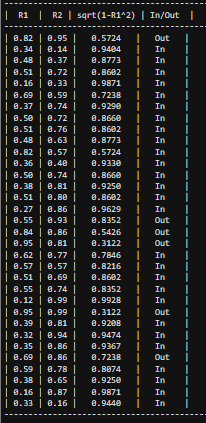 -----------------------------------------
| R1 | R2 | sqrt(1-R1^2) | In/Out |
-----------------------------------------
| 0.82 | 0.95 | 0.5724 | Out |
| 0.34 | 0.14 | 0.9404 | In |
| 0.48 | 0.37 | 0.8773 | In |
| 0.51 | 0.72 | 0.8602 | In |
| 0.16 | 0.33 | 0.9871 | In |
| 0.69 | 0.59 | 0.7238 | In |
| 0.37 | 0.74 | 0.9290 | In |
| 0.50 | 0.72 | 0.8660 | In |
| 0.51 | 0.76 | 0.8602 | In |
| 0.48 | 0.63 | 0.8773 | In |
| 0.82 | 0.57 | 0.5724 | In |
| 0.36 | 0.40 | 0.9330 | In |
| 0.50 | 0.74 | 0.8660 | In |
| 0.38 | 0.81 | 0.9250 | In |
| 0.51 | 0.80 | 0.8602 | In |
| 0.27 | 0.86 | 0.9629 | In |
| 0.55 | 0.93 | 0.8352 | Out |
| 0.84 | 0.86 | 0.5426 | Out |
| 0.95 | 0.81 | 0.3122 | Out |
| 0.62 | 0.77 | 0.7846 | In |
| 0.57 | 0.57 | 0.8216 | In |
| 0.51 | 0.69 | 0.8602 | In |
| 0.55 | 0.74 | 0.8352 | In |
| 0.12 | 0.99 | 0.9928 | In |
| 0.95 | 0.99 | 0.3122 | Out |
| 0.39 | 0.81 | 0.9208 | In |
| 0.32 | 0.94 | 0.9474 | In |
| 0.35 | 0.86 | 0.9367 | In |
| 0.69 | 0.86 | 0.7238 | Out |
| 0.59 | 0.78 | 0.8074 | In |
| 0.38 | 0.65 | 0.9250 | In |
| 0.16 | 0.87 | 0.9871 | In |
| 0.33 | 0.16 | 0.9440 | In |
-----------------------------------------